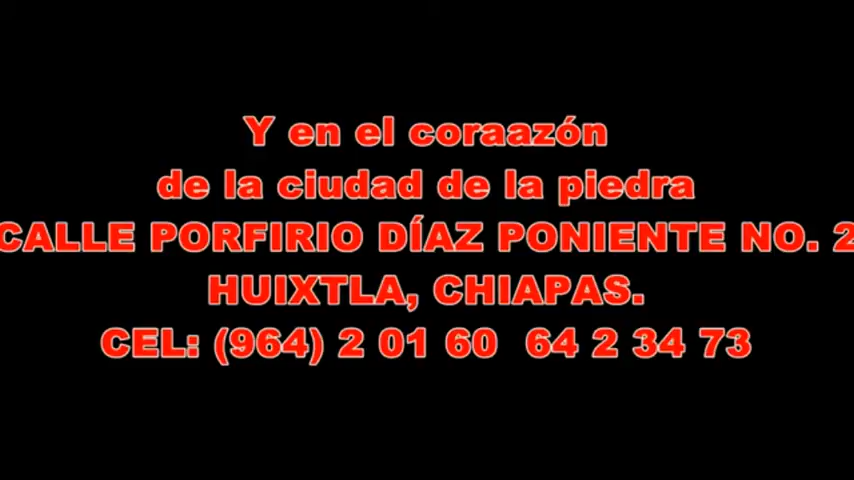 Y en el coraazón
de la ciudad de la piedra
CALLE PORFIRIO DÍAZ PONIENTE NO. 2
HUIXTLA, CHIAPAS.
CEL: (964) 2 01 60  64 2 34 73